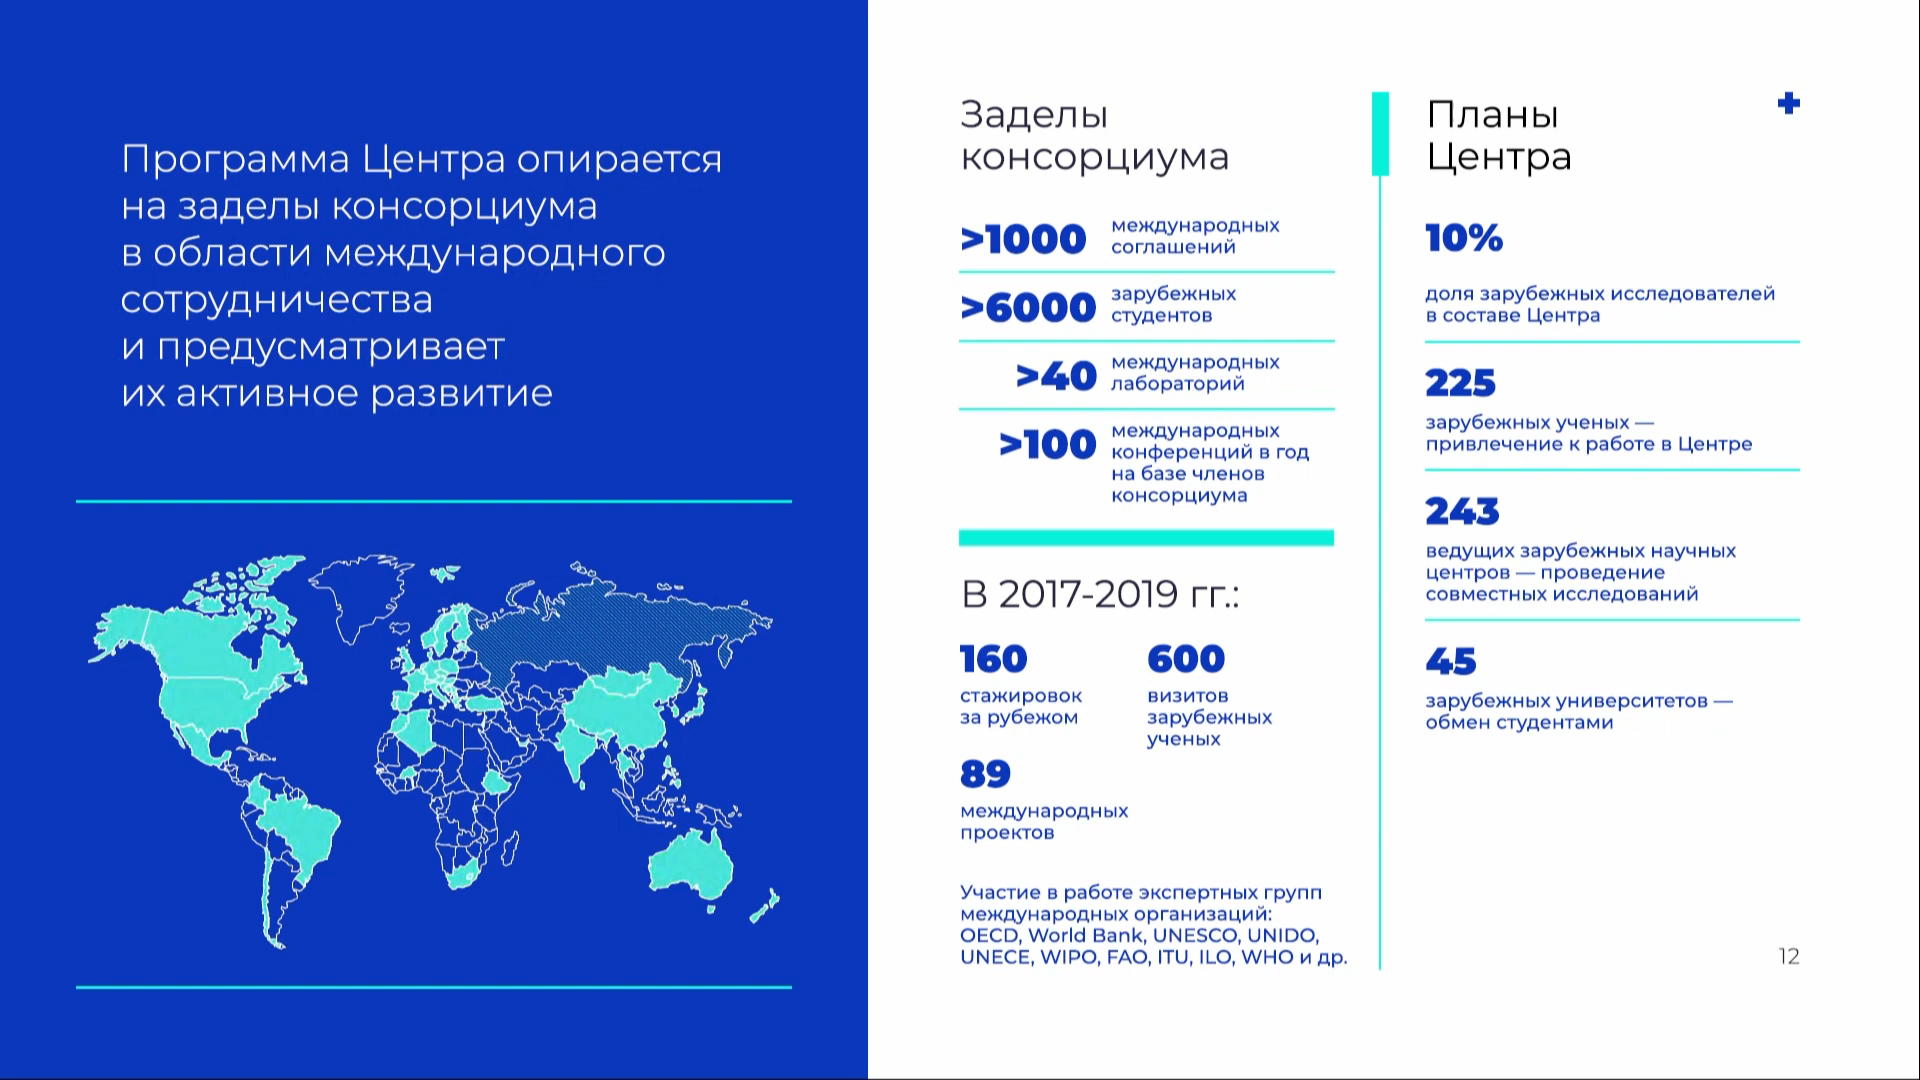 Программа Центра опирается
на заделы консорциума
в области международного
сотрудничества
и предусматривает
их активное развитие
Заделы
консорциума
>1000 международных
соглашений
>6000 зарубежных
студентов
>40 международных
лабораторий
>100 международных
конференций в год
на базе членов
консорциума
В 2017-2019 гг.:
160
стажировок
за рубежом
600
визитов
зарубежных
ученых
89
международных
проектов
Участие в работе экспертных групп
международных организаций:
OECD, World Bank, UNESCO, UNIDO,
UNECE, WIPO, FAO, ITU, ILO, WHO и др.
Планы
Центра
10%
доля зарубежных исследователей
в составе Центра
225
зарубежных ученых —
привлечение к работе в Центре
243
ведущих зарубежных научных
центров — проведение
совместных исследований
45
зарубежных университетов —
обмен студентами
12